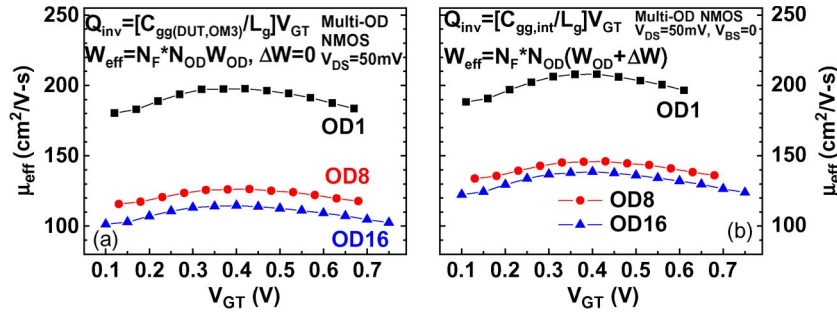 Q_inv=[C_gg(DUT,OM3)/L_g]V_GT
Multi-OD
NMOS
V_DS=50mV
W_eff=N_F*N_OD W_OD, ΔW=0
200
150
100
OD1
OD8
OD16
(a)
0.1 0.2 0.3 0.4 0.5 0.6 0.7
V_GT (V)
μ_eff (cm²/V-s)
Q_inv=[C_gg,int/L_g]V_GT
Multi-OD NMOS
V_DS=50mV, V_BS=0
W_eff=N_F*N_OD(W_OD+ΔW)
OD1
OD8
OD16
(b)
0.1 0.2 0.3 0.4 0.5 0.6 0.7
V_GT (V)
200
150
100
μ_eff (cm²/V-s)